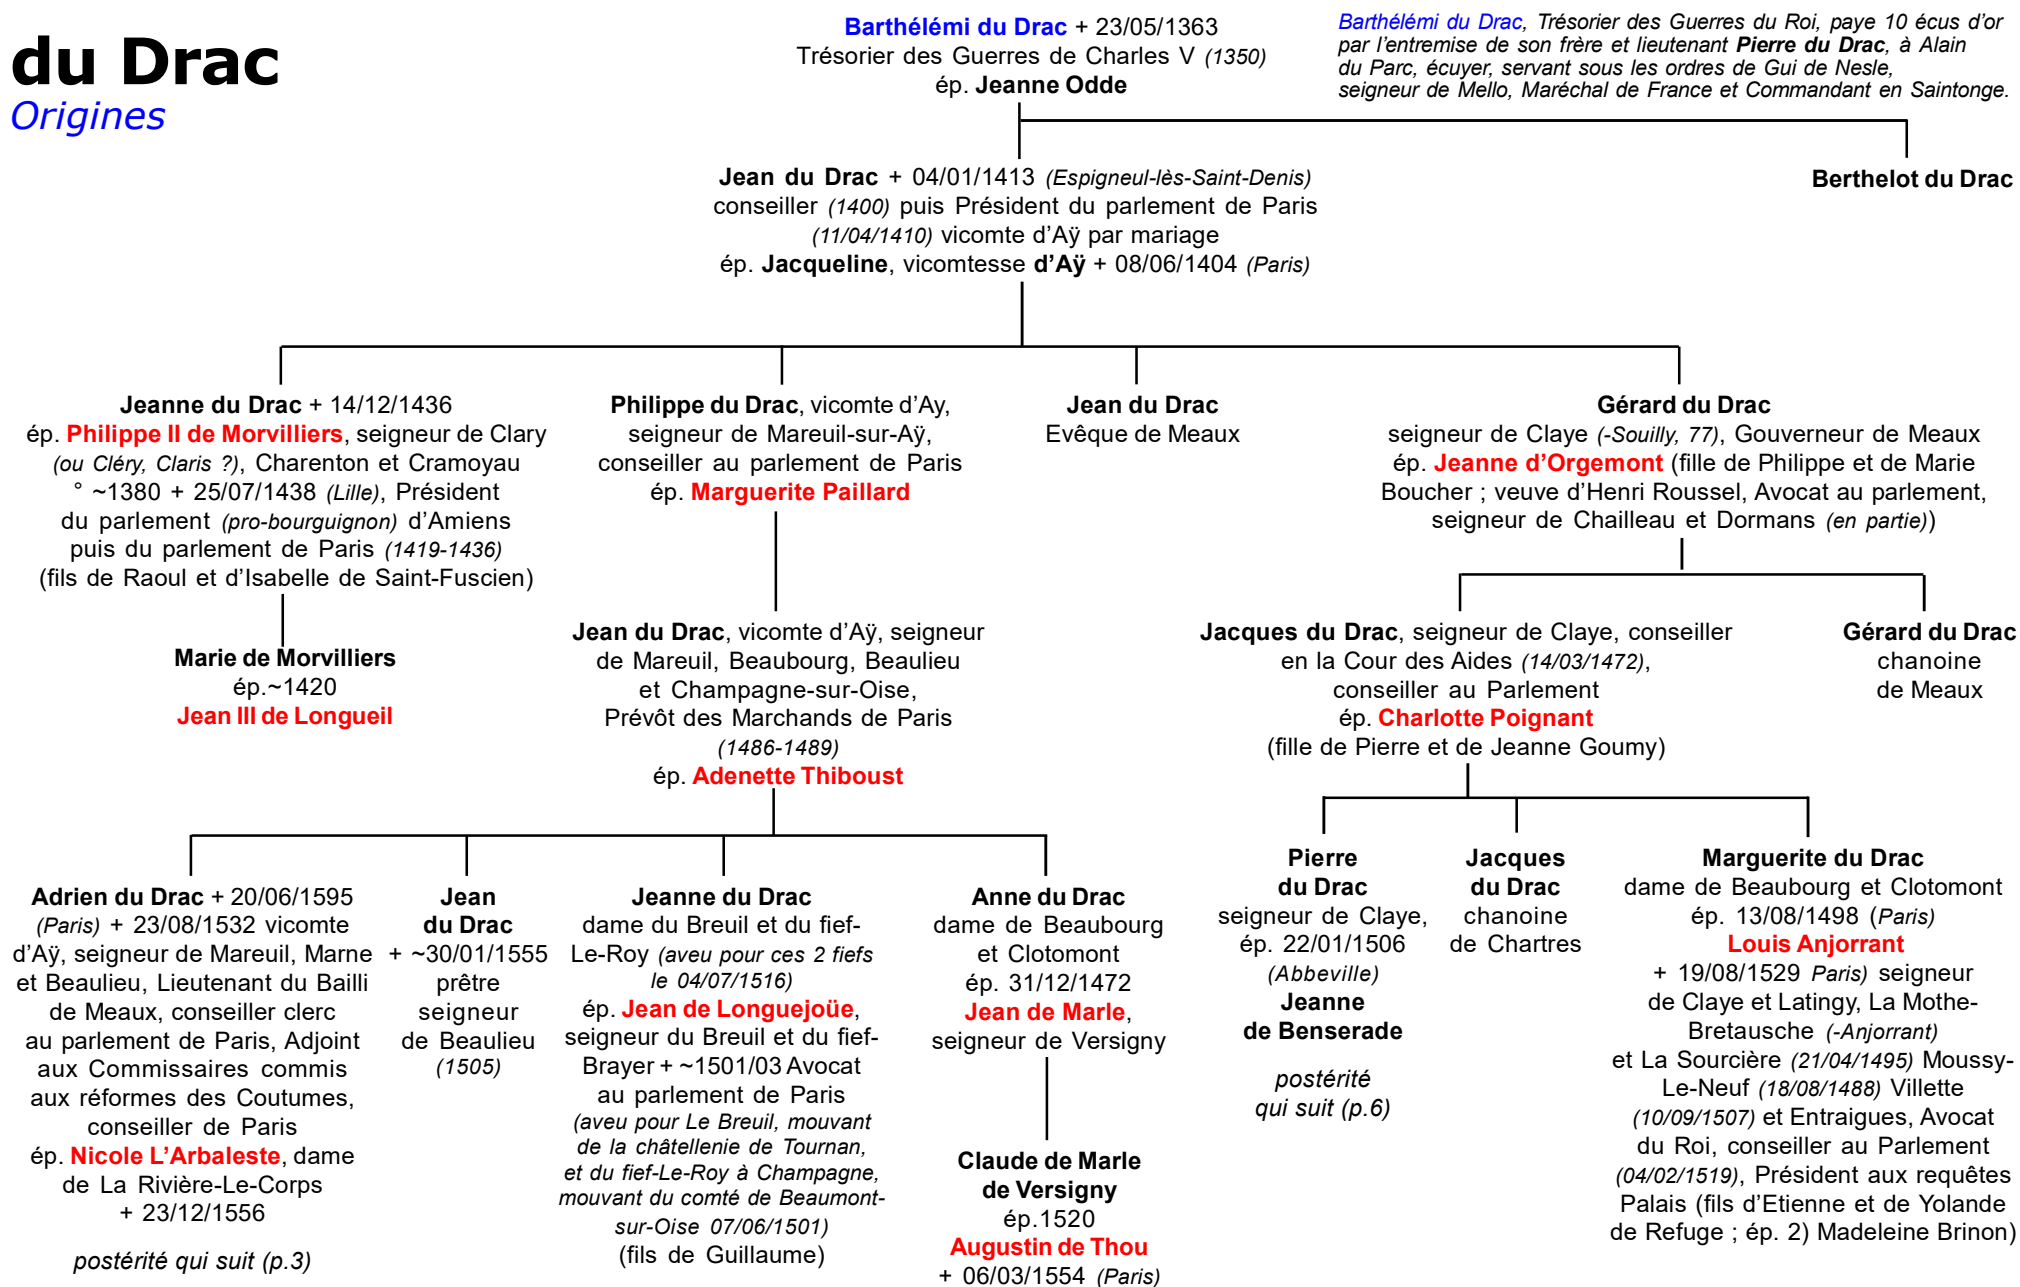 du Drac
Origines
Barthélémi du Drac + 23/05/1363
Trésorier des Guerres de Charles V (1350)
ép. Jeanne Odde
Barthélémi du Drac, Trésorier des Guerres du Roi, paye 10 écus d'or
par l'entremise de son frère et lieutenant Pierre du Drac, à Alain
du Parc, écuyer, servant sous les ordres de Gui de Nesle,
seigneur de Mello, Maréchal de France et Commandant en Saintonge.
Jean du Drac + 04/01/1413 (Espigneul-lès-Saint-Denis)
conseiller (1400) puis Président du parlement de Paris
(11/04/1410) vicomte d'Aÿ par mariage
ép. Jacqueline, vicomtesse d'Aÿ + 08/06/1404 (Paris)
Berthelot du Drac
Jeanne du Drac + 14/12/1436
ép. Philippe II de Morvilliers, seigneur de Clary
(ou Cléry, Claris ?), Charenton et Cramoyau
° ~1380 + 25/07/1438 (Lille), Président
du parlement (pro-bourguignon) d'Amiens
puis du parlement de Paris (1419-1436)
(fils de Raoul et d'Isabelle de Saint-Fuscien)
Philippe du Drac, vicomte d'Ay,
seigneur de Mareuil-sur-Aÿ,
conseiller au parlement de Paris
ép. Marguerite Paillard
Jean du Drac
Evêque de Meaux
Gérard du Drac
seigneur de Claye (-Souilly, 77), Gouverneur de Meaux
ép. Jeanne d'Orgemont (fille de Philippe et de Marie
Boucher ; veuve d'Henri Roussel, Avocat au parlement,
seigneur de Chailleau et Dormans (en partie))
Marie de Morvilliers
ép.~1420
Jean III de Longueil
Jean du Drac, vicomte d'Aÿ, seigneur
de Mareuil, Beaubourg, Beaulieu
et Champagne-sur-Oise,
Prévôt des Marchands de Paris
(1486-1489)
ép. Adenette Thiboust
Jacques du Drac, seigneur de Claye, conseiller
en la Cour des Aides (14/03/1472),
conseiller au Parlement
ép. Charlotte Poignant
(fille de Pierre et de Jeanne Goumy)
Gérard du Drac
chanoine
de Meaux
Adrien du Drac + 20/06/1595
(Paris) + 23/08/1532 vicomte
d'Aÿ, seigneur de Mareuil, Marne
et Beaulieu, Lieutenant du Bailli
de Meaux, conseiller clerc
au parlement de Paris, Adjoint
aux Commissaires commis
aux réformes des Coutumes,
conseiller de Paris
ép. Nicole L'Arbaleste, dame
de La Rivière-Le-Corps
+ 23/12/1556
postérité qui suit (p.3)
Jean
du Drac
+ ~30/01/1555
prêtre
seigneur
de Beaulieu
(1505)
Jeanne du Drac
dame du Breuil et du fief-
Le-Roy (aveu pour ces 2 fiefs
le 04/07/1516)
ép. Jean de Longuejoüe,
seigneur du Breuil et du fief-
Brayer + ~1501/03 Avocat
au parlement de Paris
(aveu pour Le Breuil, mouvant
de la châtellenie de Tournan,
et du fief-Le-Roy à Champagne,
mouvant du comté de Beaumont-
sur-Oise 07/06/1501)
(fils de Guillaume)
Anne du Drac
dame de Beaubourg
et Clotomont
ép. 31/12/1472
Jean de Marle,
seigneur de Versigny
Claude de Marle
de Versigny
ép.1520
Augustin de Thou
+ 06/03/1554 (Paris)
Pierre
du Drac
seigneur de Claye,
ép. 22/01/1506
(Abbeville)
Jeanne
de Benserade
postérité
qui suit (p.6)
Jacques
du Drac
chanoine
de Chartres
Marguerite du Drac
dame de Beaubourg et Clotomont
ép. 13/08/1498 (Paris)
Louis Anjorrant
+ 19/08/1529 Paris) seigneur
de Claye et Latingy, La Mothe-
Bretausche (-Anjorrant)
et La Sourcière (21/04/1495) Moussy-
Le-Neuf (18/08/1488) Villette
(10/09/1507) et Entraigues, Avocat
du Roi, conseiller au Parlement
(04/02/1519), Président aux requêtes
Palais (fils d'Etienne et de Yolande
de Refuge ; ép. 2) Madeleine Brinon)